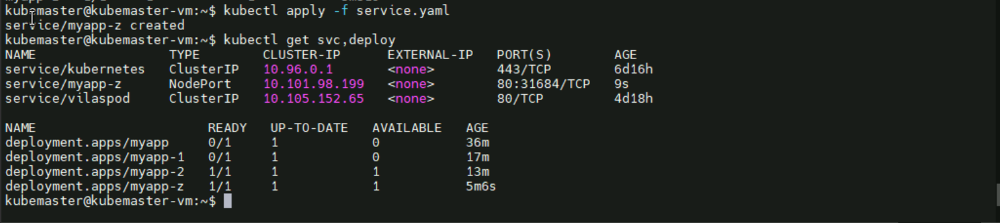 kubemaster@kubemaster-vm:~$ kubectl apply -f service.yaml
service/myapp-z created
kubemaster@kubemaster-vm:~$ kubectl get svc,deploy
NAME                 TYPE        CLUSTER-IP      EXTERNAL-IP   PORT(S)        AGE
service/kubernetes   ClusterIP   10.96.0.1       <none>        443/TCP        6d16h
service/myapp-z      NodePort    10.101.98.199   <none>        80:31684/TCP   9s
service/vilaspod     ClusterIP   10.105.152.65   <none>        80/TCP         4d18h
NAME                      READY   UP-TO-DATE   AVAILABLE   AGE
deployment.apps/myapp     0/1     1            0           36m
deployment.apps/myapp-1   0/1     1            0           17m
deployment.apps/myapp-2   1/1     1            1           13m
deployment.apps/myapp-z   1/1     1            1           5m6s
kubemaster@kubemaster-vm:~$